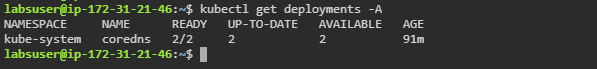 labsuser@ip-172-31-21-46:~$ kubectl get deployments -A
NAMESPACE     NAME      READY   UP-TO-DATE   AVAILABLE   AGE
kube-system   coredns   2/2     2            2           91m
labsuser@ip-172-31-21-46:~$